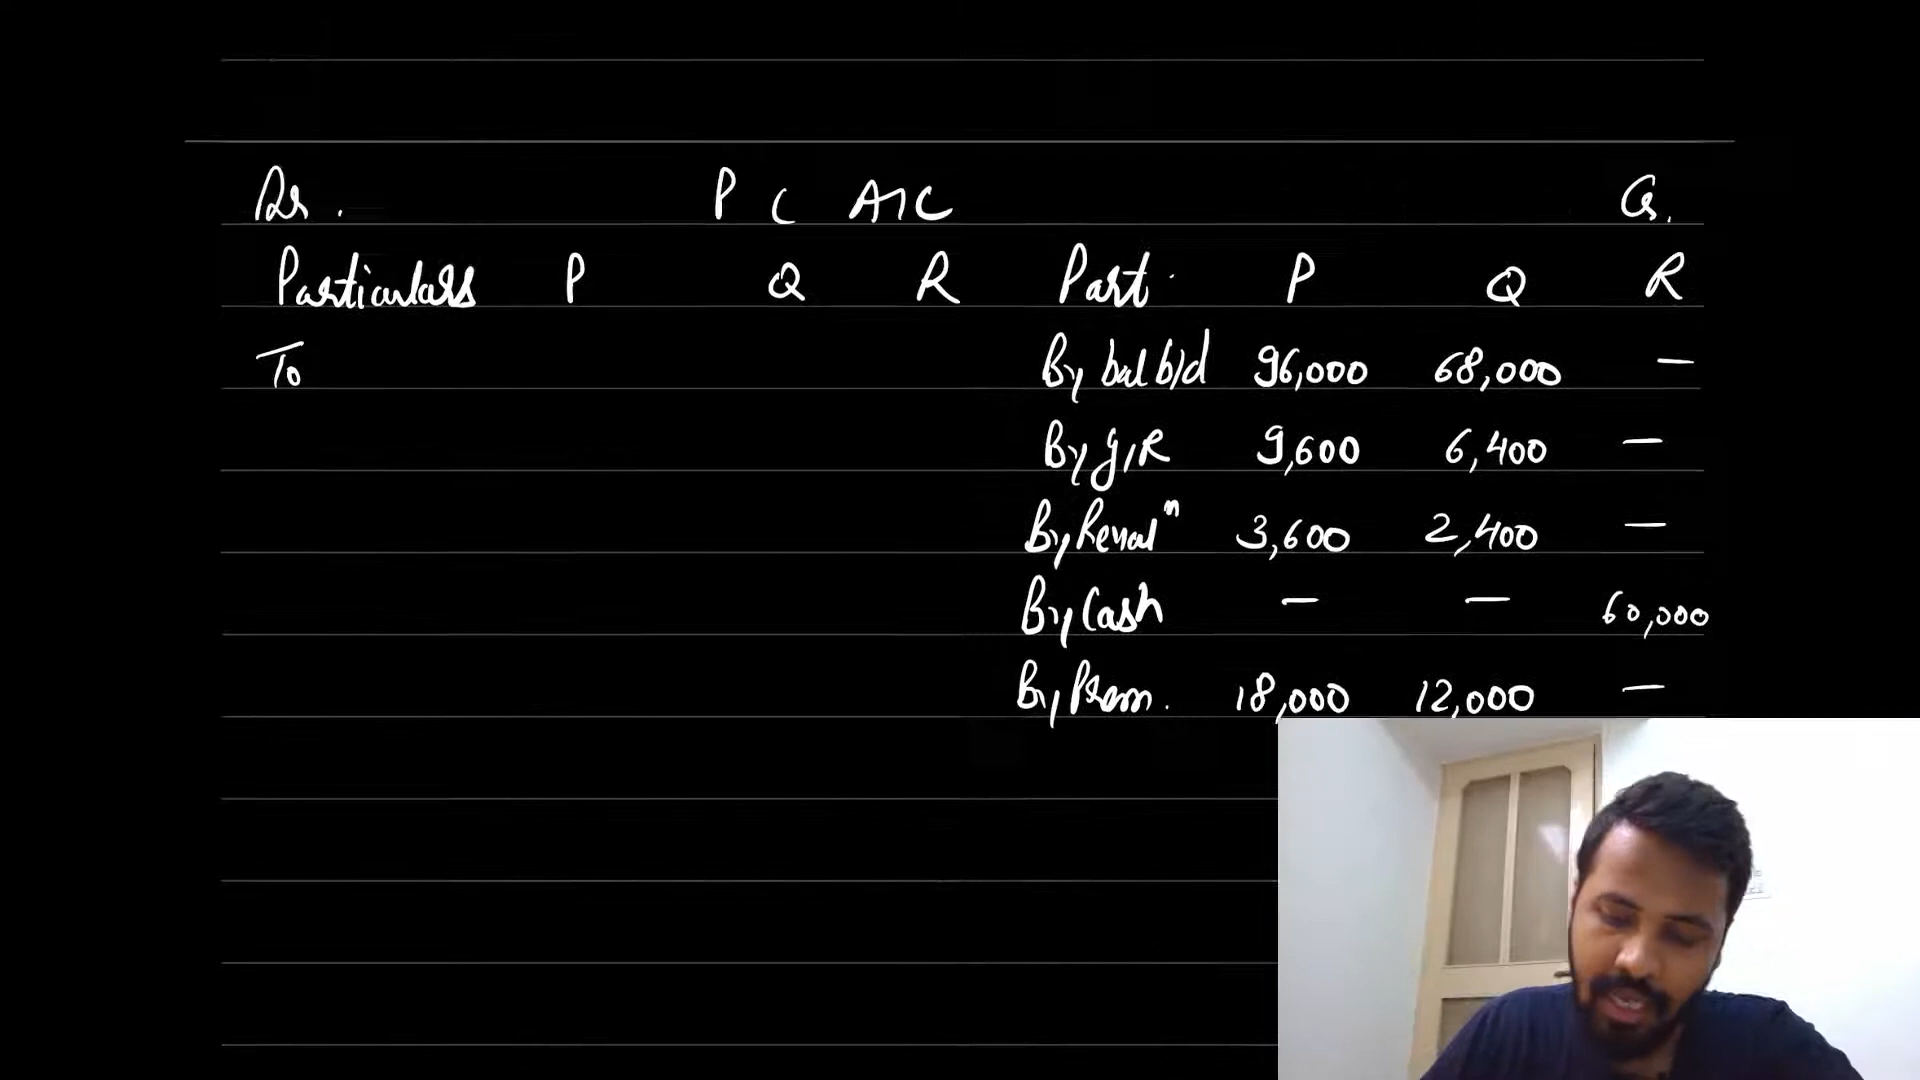 Dr. P C A/C Cr.
Particulars P Q R Part. P Q R
To By bal b/d 96,000 68,000 —
By G/R 9,600 6,400 —
By Revalⁿ 3,600 2,400 —
By Cash — — 60,000
By Prem. 18,000 12,000 —